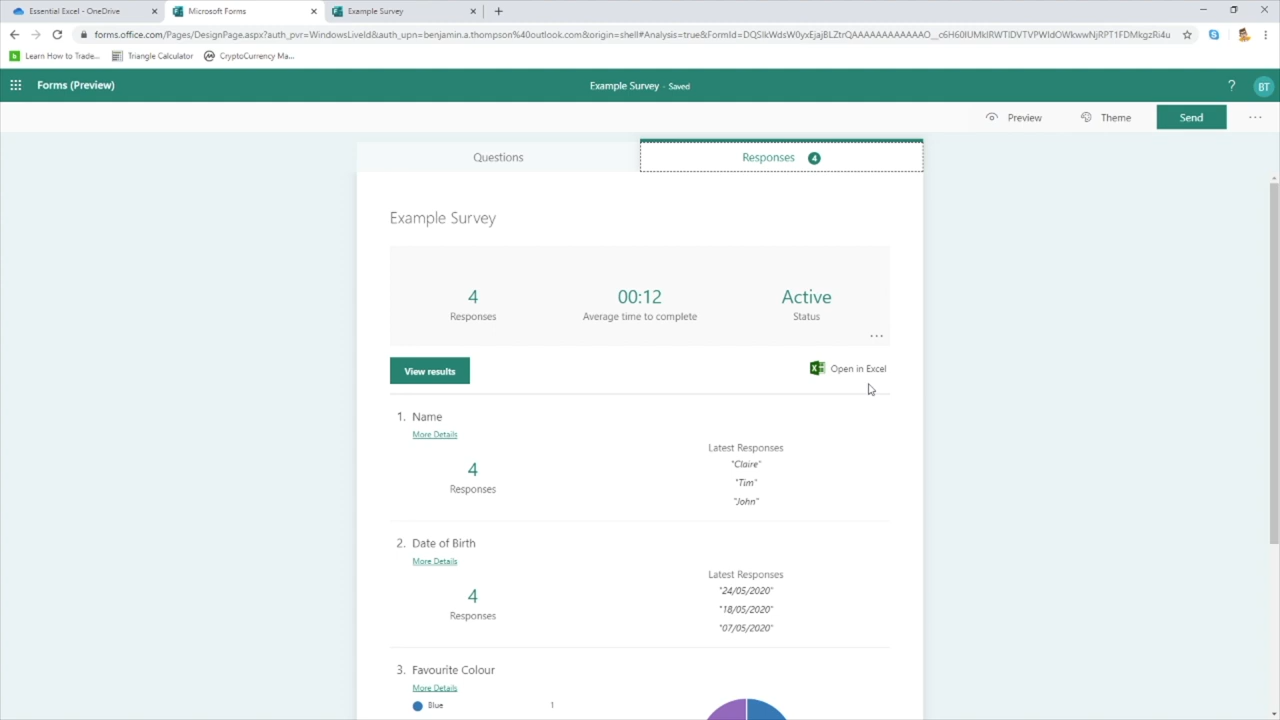 Essential Excel - OneDrive
Microsoft Forms
Example Survey
forms.office.com/Pages/DesignPage.aspx?auth_pvr=WindowsLiveId&auth_upn=benjamin.a.thompson%40outlook.com&origin=shell#Analysis=true&FormId=
Learn How to Trade...
Triangle Calculator
CryptoCurrency Ma...
Forms (Preview)
Example Survey - Saved
?
BT
Preview
Theme
Send
Questions
Responses 4
Example Survey
4
Responses
00:12
Average time to complete
Active
Status
View results
Open in Excel
1. Name
More Details
4
Responses
Latest Responses
"Claire"
"Tim"
"John"
2. Date of Birth
More Details
4
Responses
Latest Responses
"24/05/2020"
"18/05/2020"
"07/05/2020"
3. Favourite Colour
More Details
Blue 1